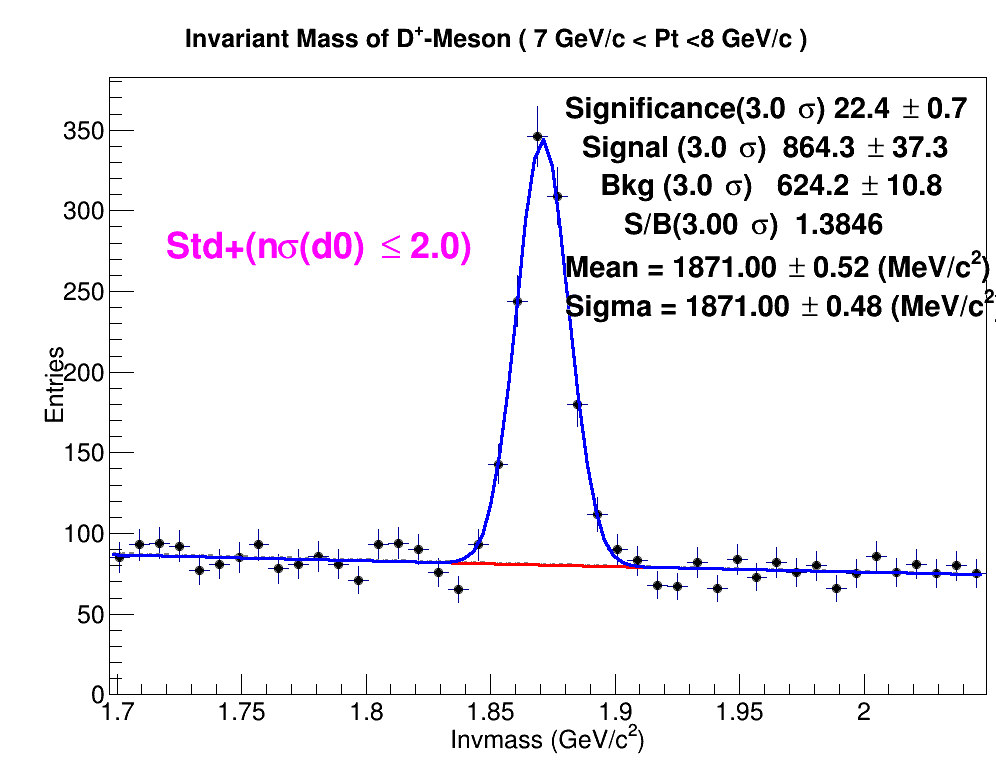 Invariant Mass of D⁺-Meson ( 7 GeV/c < Pt <8 GeV/c )
Significance(3.0 σ) 22.4 ± 0.7
Signal (3.0 σ) 864.3 ± 37.3
Bkg (3.0 σ) 624.2 ± 10.8
S/B(3.00 σ) 1.3846
Mean = 1871.00 ± 0.52 (MeV/c²)
Sigma = 1871.00 ± 0.48 (MeV/c²)
Std+(nσ(d0) ≤ 2.0)
Entries
350
300
250
200
150
100
50
0
1.7 1.75 1.8 1.85 1.9 1.95 2
Invmass (GeV/c²)